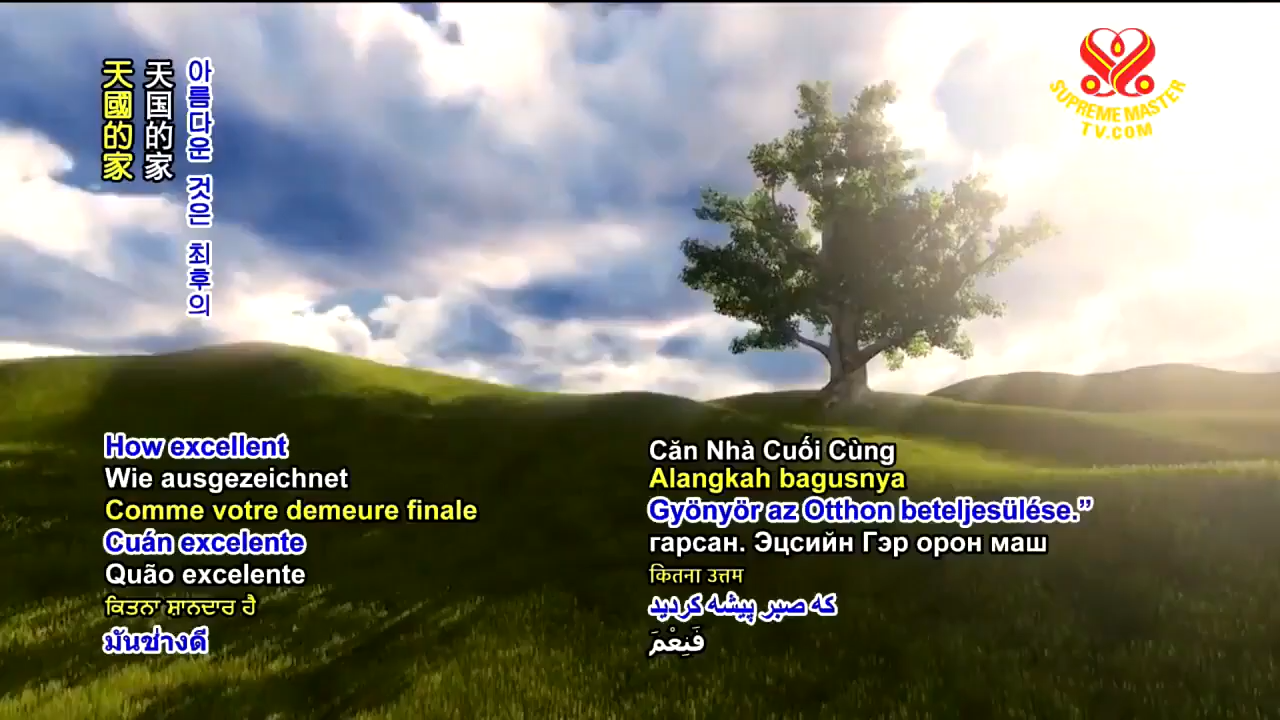 天國的家
天国的家
아름다운 것은 최후의
SUPREME MASTER
TV.COM
How excellent
Wie ausgezeichnet
Comme votre demeure finale
Cuán excelente
Quão excelente
ਕਿਤਨਾ ਸ਼ਾਨਦਾਰ ਹੈ
มันช่างดี
Căn Nhà Cuối Cùng
Alangkah bagusnya
Gyönyör az Otthon beteljesülése.”
гарсан. Эцсийн Гэр орон маш
कितना उत्तम
که صبر پیشه کردید
فَنِعْمَ